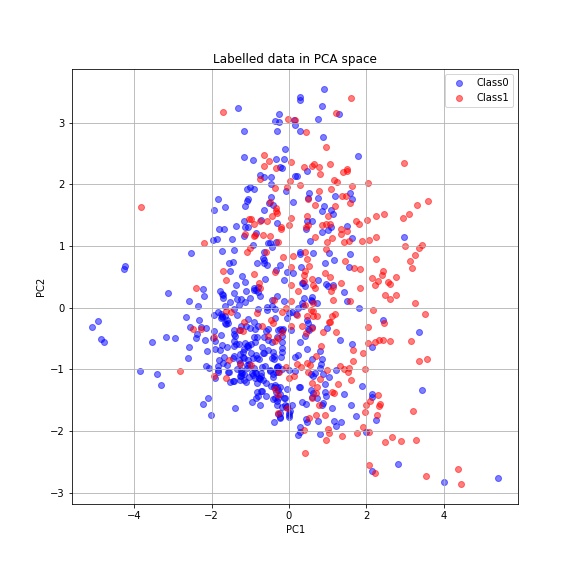 Labelled data in PCA space
Class0
Class1
PC2
3
2
1
0
−1
−2
−3
−4
−2
0
2
4
PC1